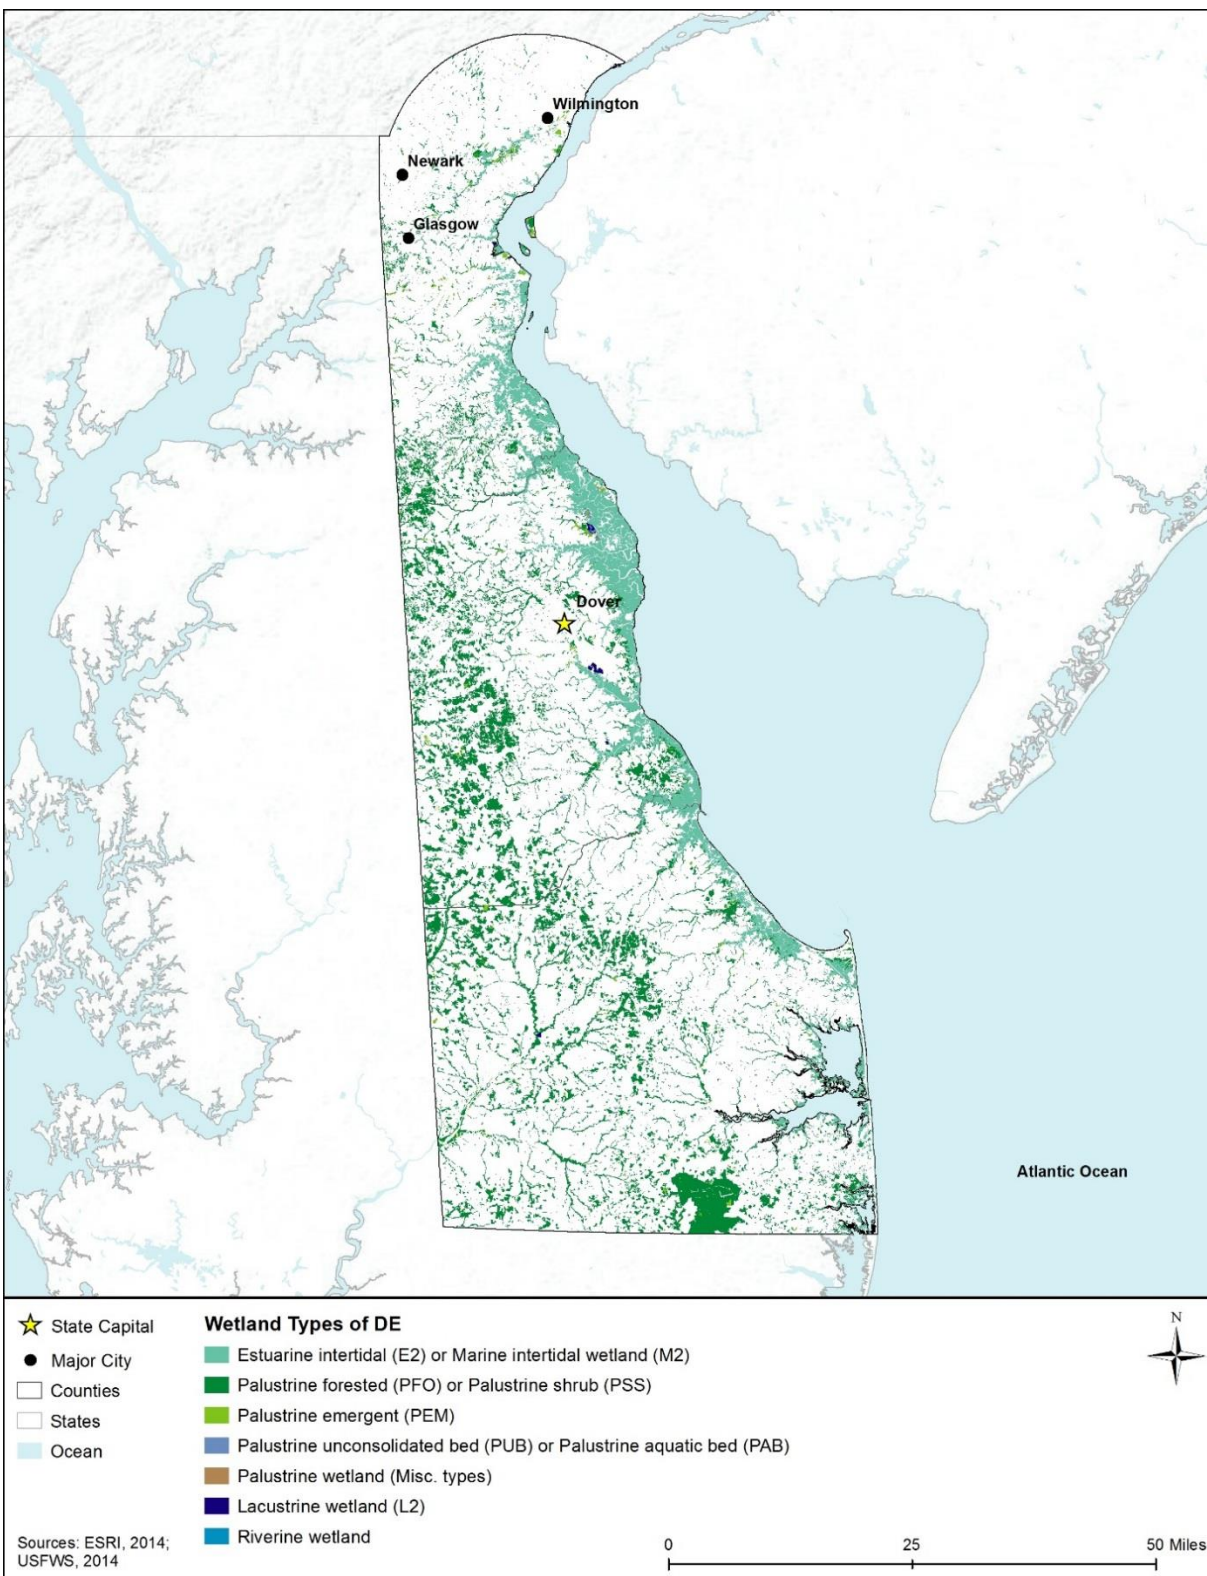 Wilmington
Newark
Glasgow
Dover
Atlantic Ocean
State Capital
Major City
Counties
States
Ocean
Sources: ESRI, 2014;
USFWS, 2014
Wetland Types of DE
Estuarine intertidal (E2) or Marine intertidal wetland (M2)
Palustrine forested (PFO) or Palustrine shrub (PSS)
Palustrine emergent (PEM)
Palustrine unconsolidated bed (PUB) or Palustrine aquatic bed (PAB)
Palustrine wetland (Misc. types)
Lacustrine wetland (L2)
Riverine wetland
N
0 25 50 Miles